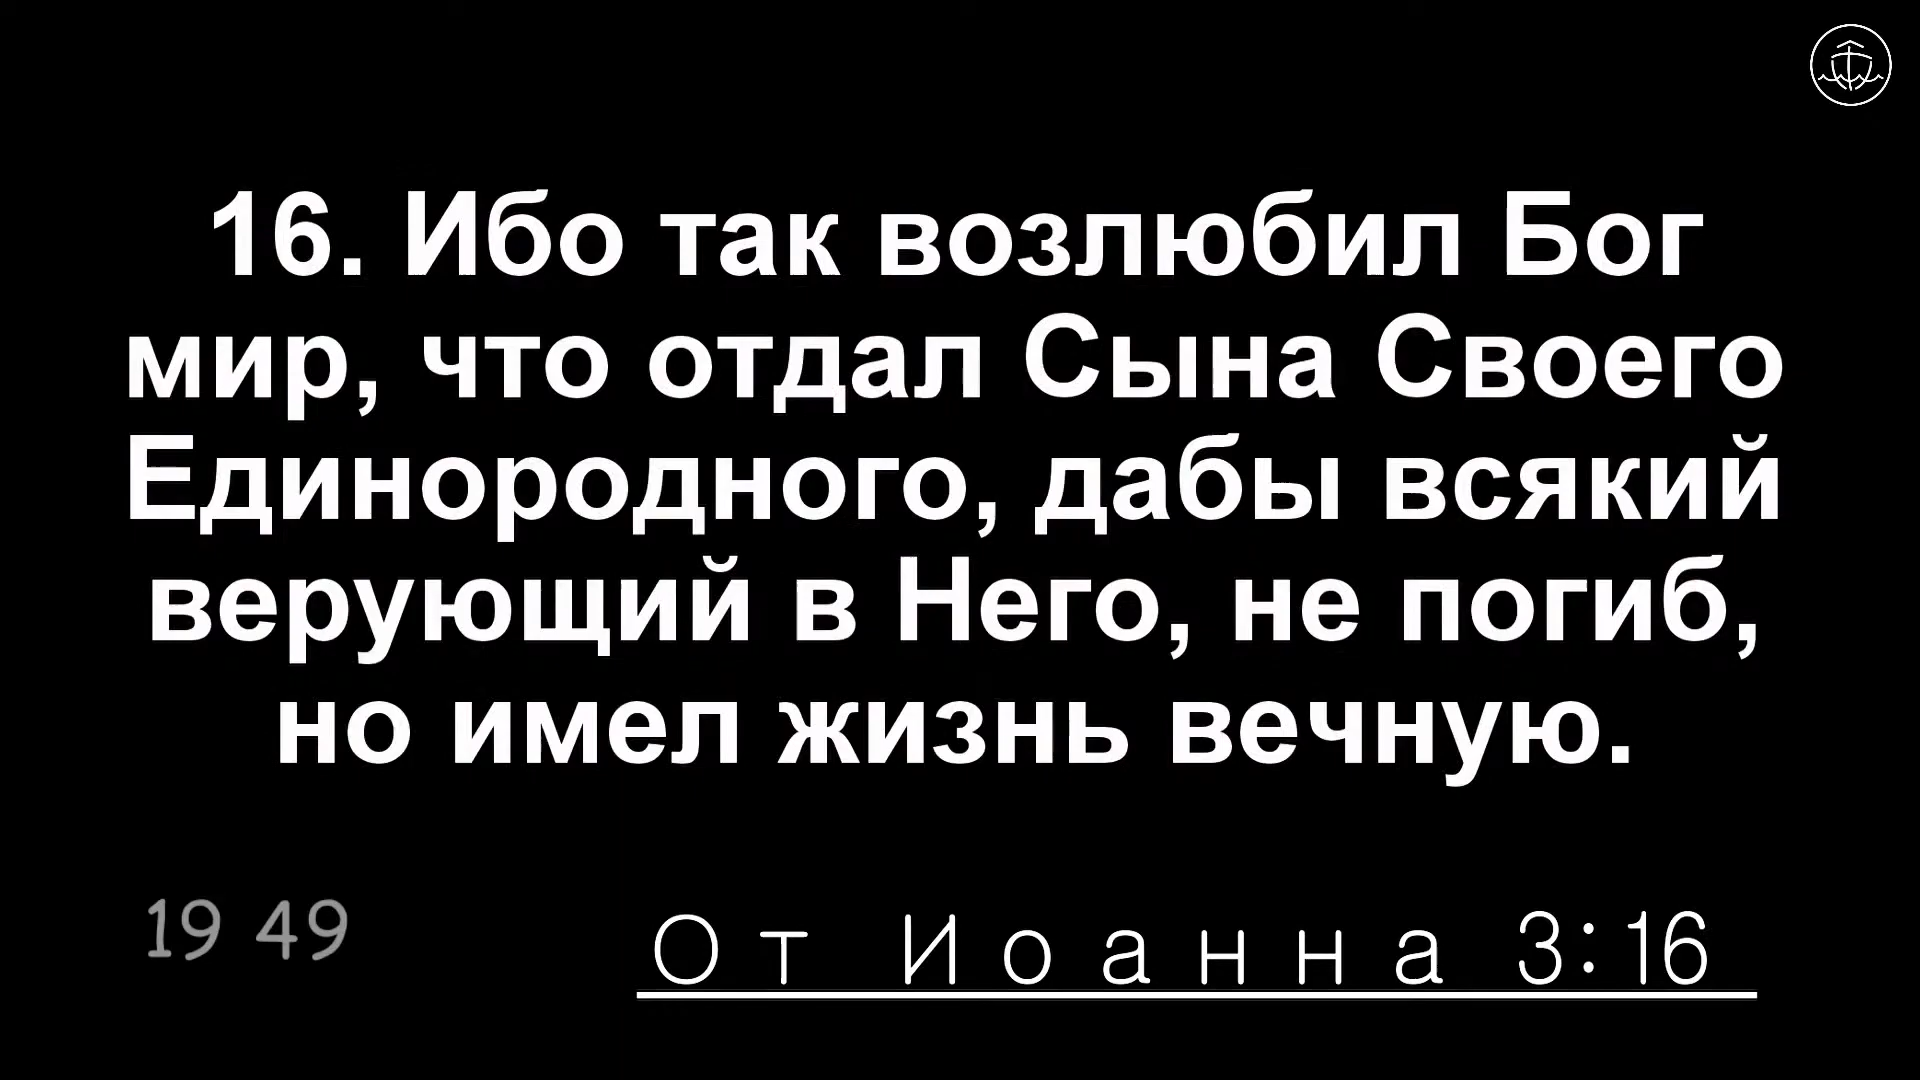 16. Ибо так возлюбил Бог
мир, что отдал Сына Своего
Единородного, дабы всякий
верующий в Него, не погиб,
но имел жизнь вечную.
19 49
От Иоанна 3:16